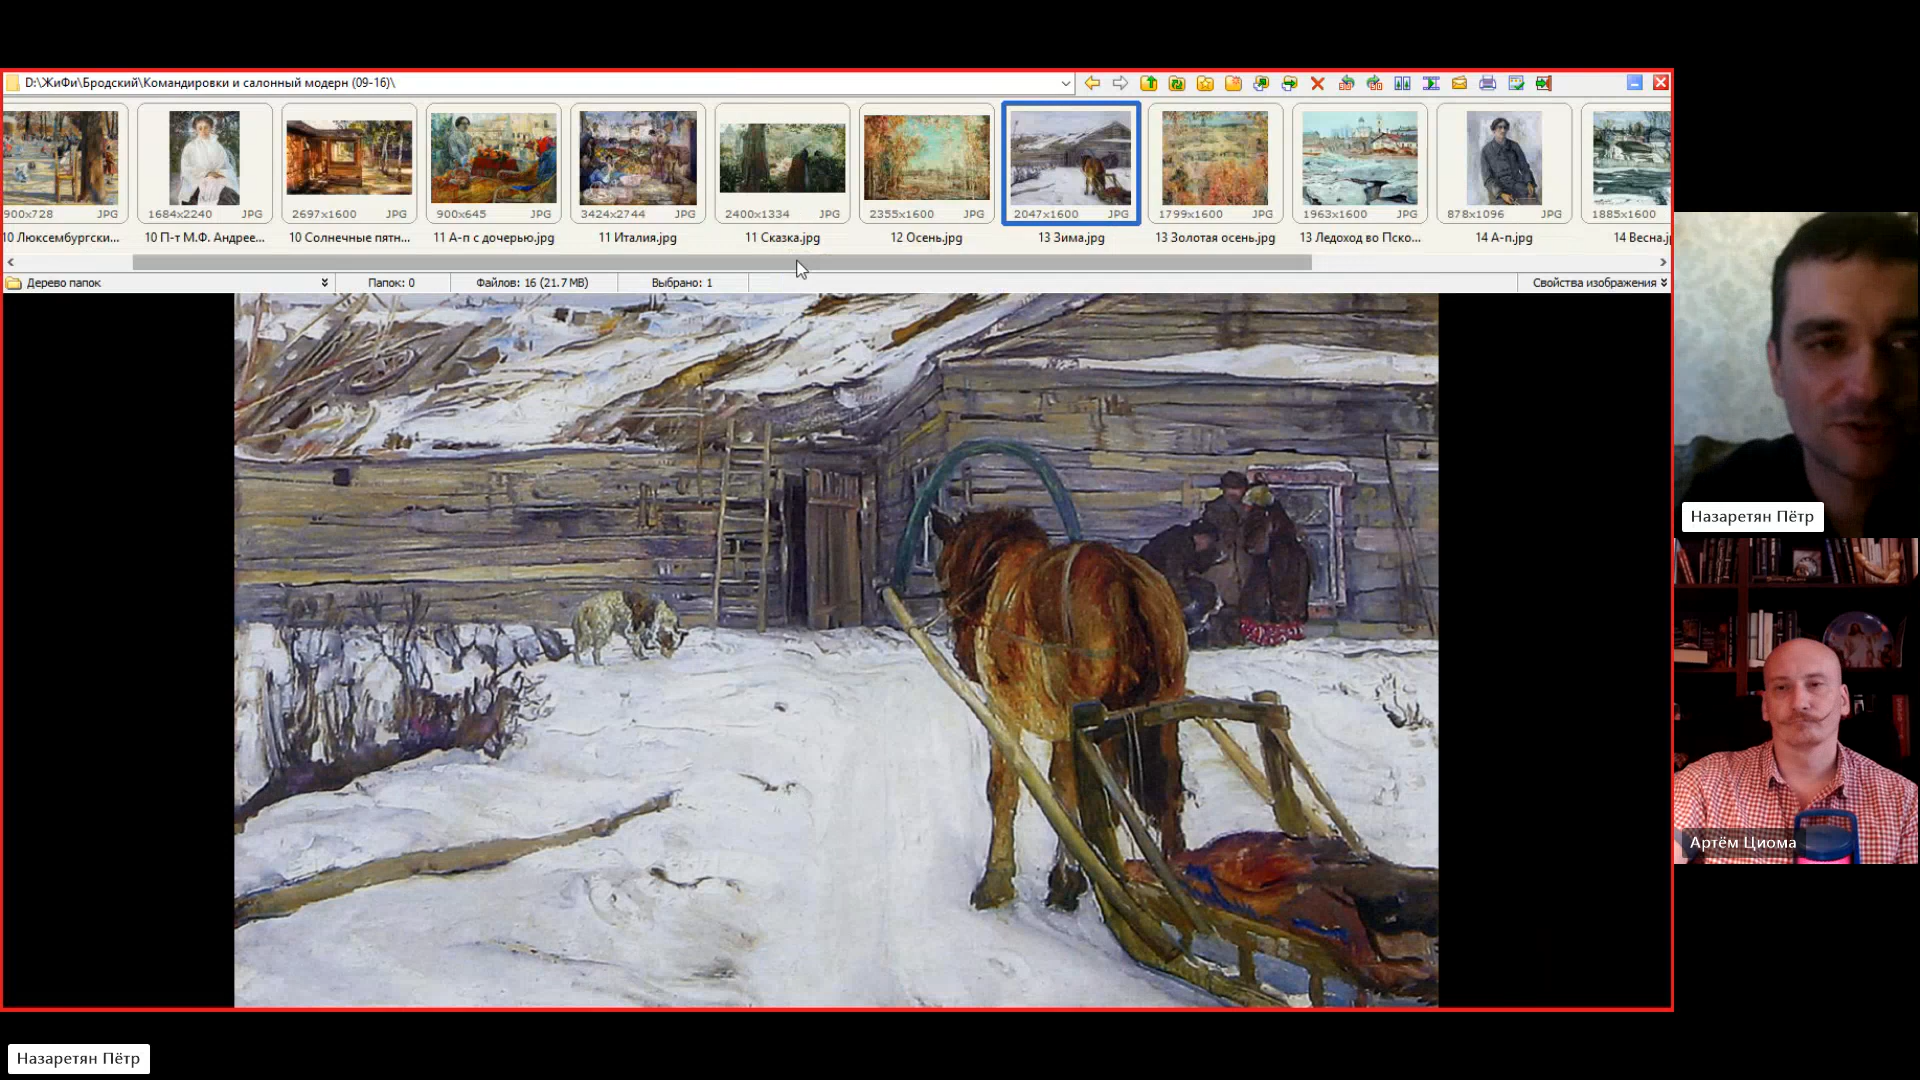 D:\ЖиФи\Бродский\Командировки и салонный модерн (09-16)\
900x728 JPG
1684x2240 JPG
2697x1600 JPG
900x645 JPG
3424x2744 JPG
2400x1334 JPG
2355x1600 JPG
2047x1600 JPG
1799x1600 JPG
1963x1600 JPG
878x1096 JPG
1885x1600
10 Люксембургски...
10 П-т М.Ф. Андрее...
10 Солнечные пятн...
11 А-п с дочерью.jpg
11 Италия.jpg
11 Сказка.jpg
12 Осень.jpg
13 Зима.jpg
13 Золотая осень.jpg
13 Ледоход во Пско...
14 А-п.jpg
14 Весна.j
Дерево папок
Папок: 0
Файлов: 16 (21.7 MB)
Выбрано: 1
Свойства изображения
Назаретян Пётр
Артём Циома
Назаретян Пётр